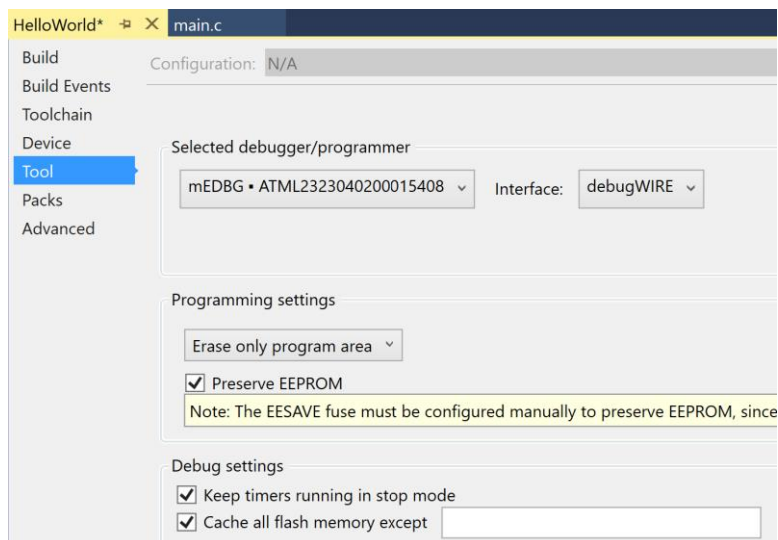 HelloWorld* main.c
Build
Build Events
Toolchain
Device
Tool
Packs
Advanced
Configuration: N/A
Selected debugger/programmer
mEDBG • ATML2323040200015408 Interface: debugWIRE
Programming settings
Erase only program area
Preserve EEPROM
Note: The EESAVE fuse must be configured manually to preserve EEPROM, since
Debug settings
Keep timers running in stop mode
Cache all flash memory except